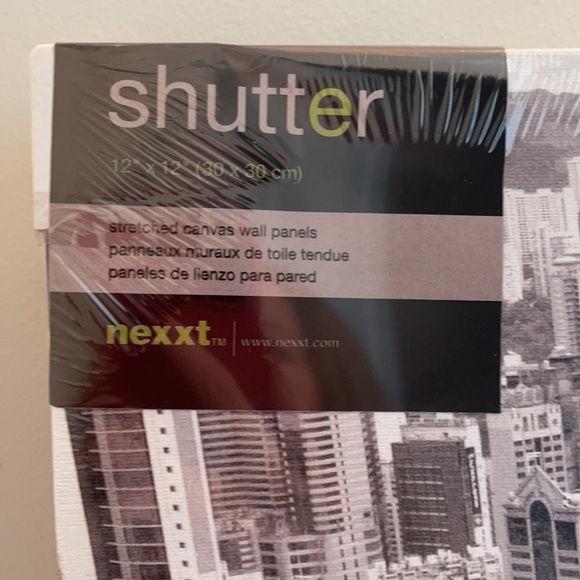 shutter
12" x 12" (30 x 30 cm)
stretched canvas wall panels
panneaux muraux de toile tendue
paneles de lienzo para pared
nexxt™ | www.nexxt.com